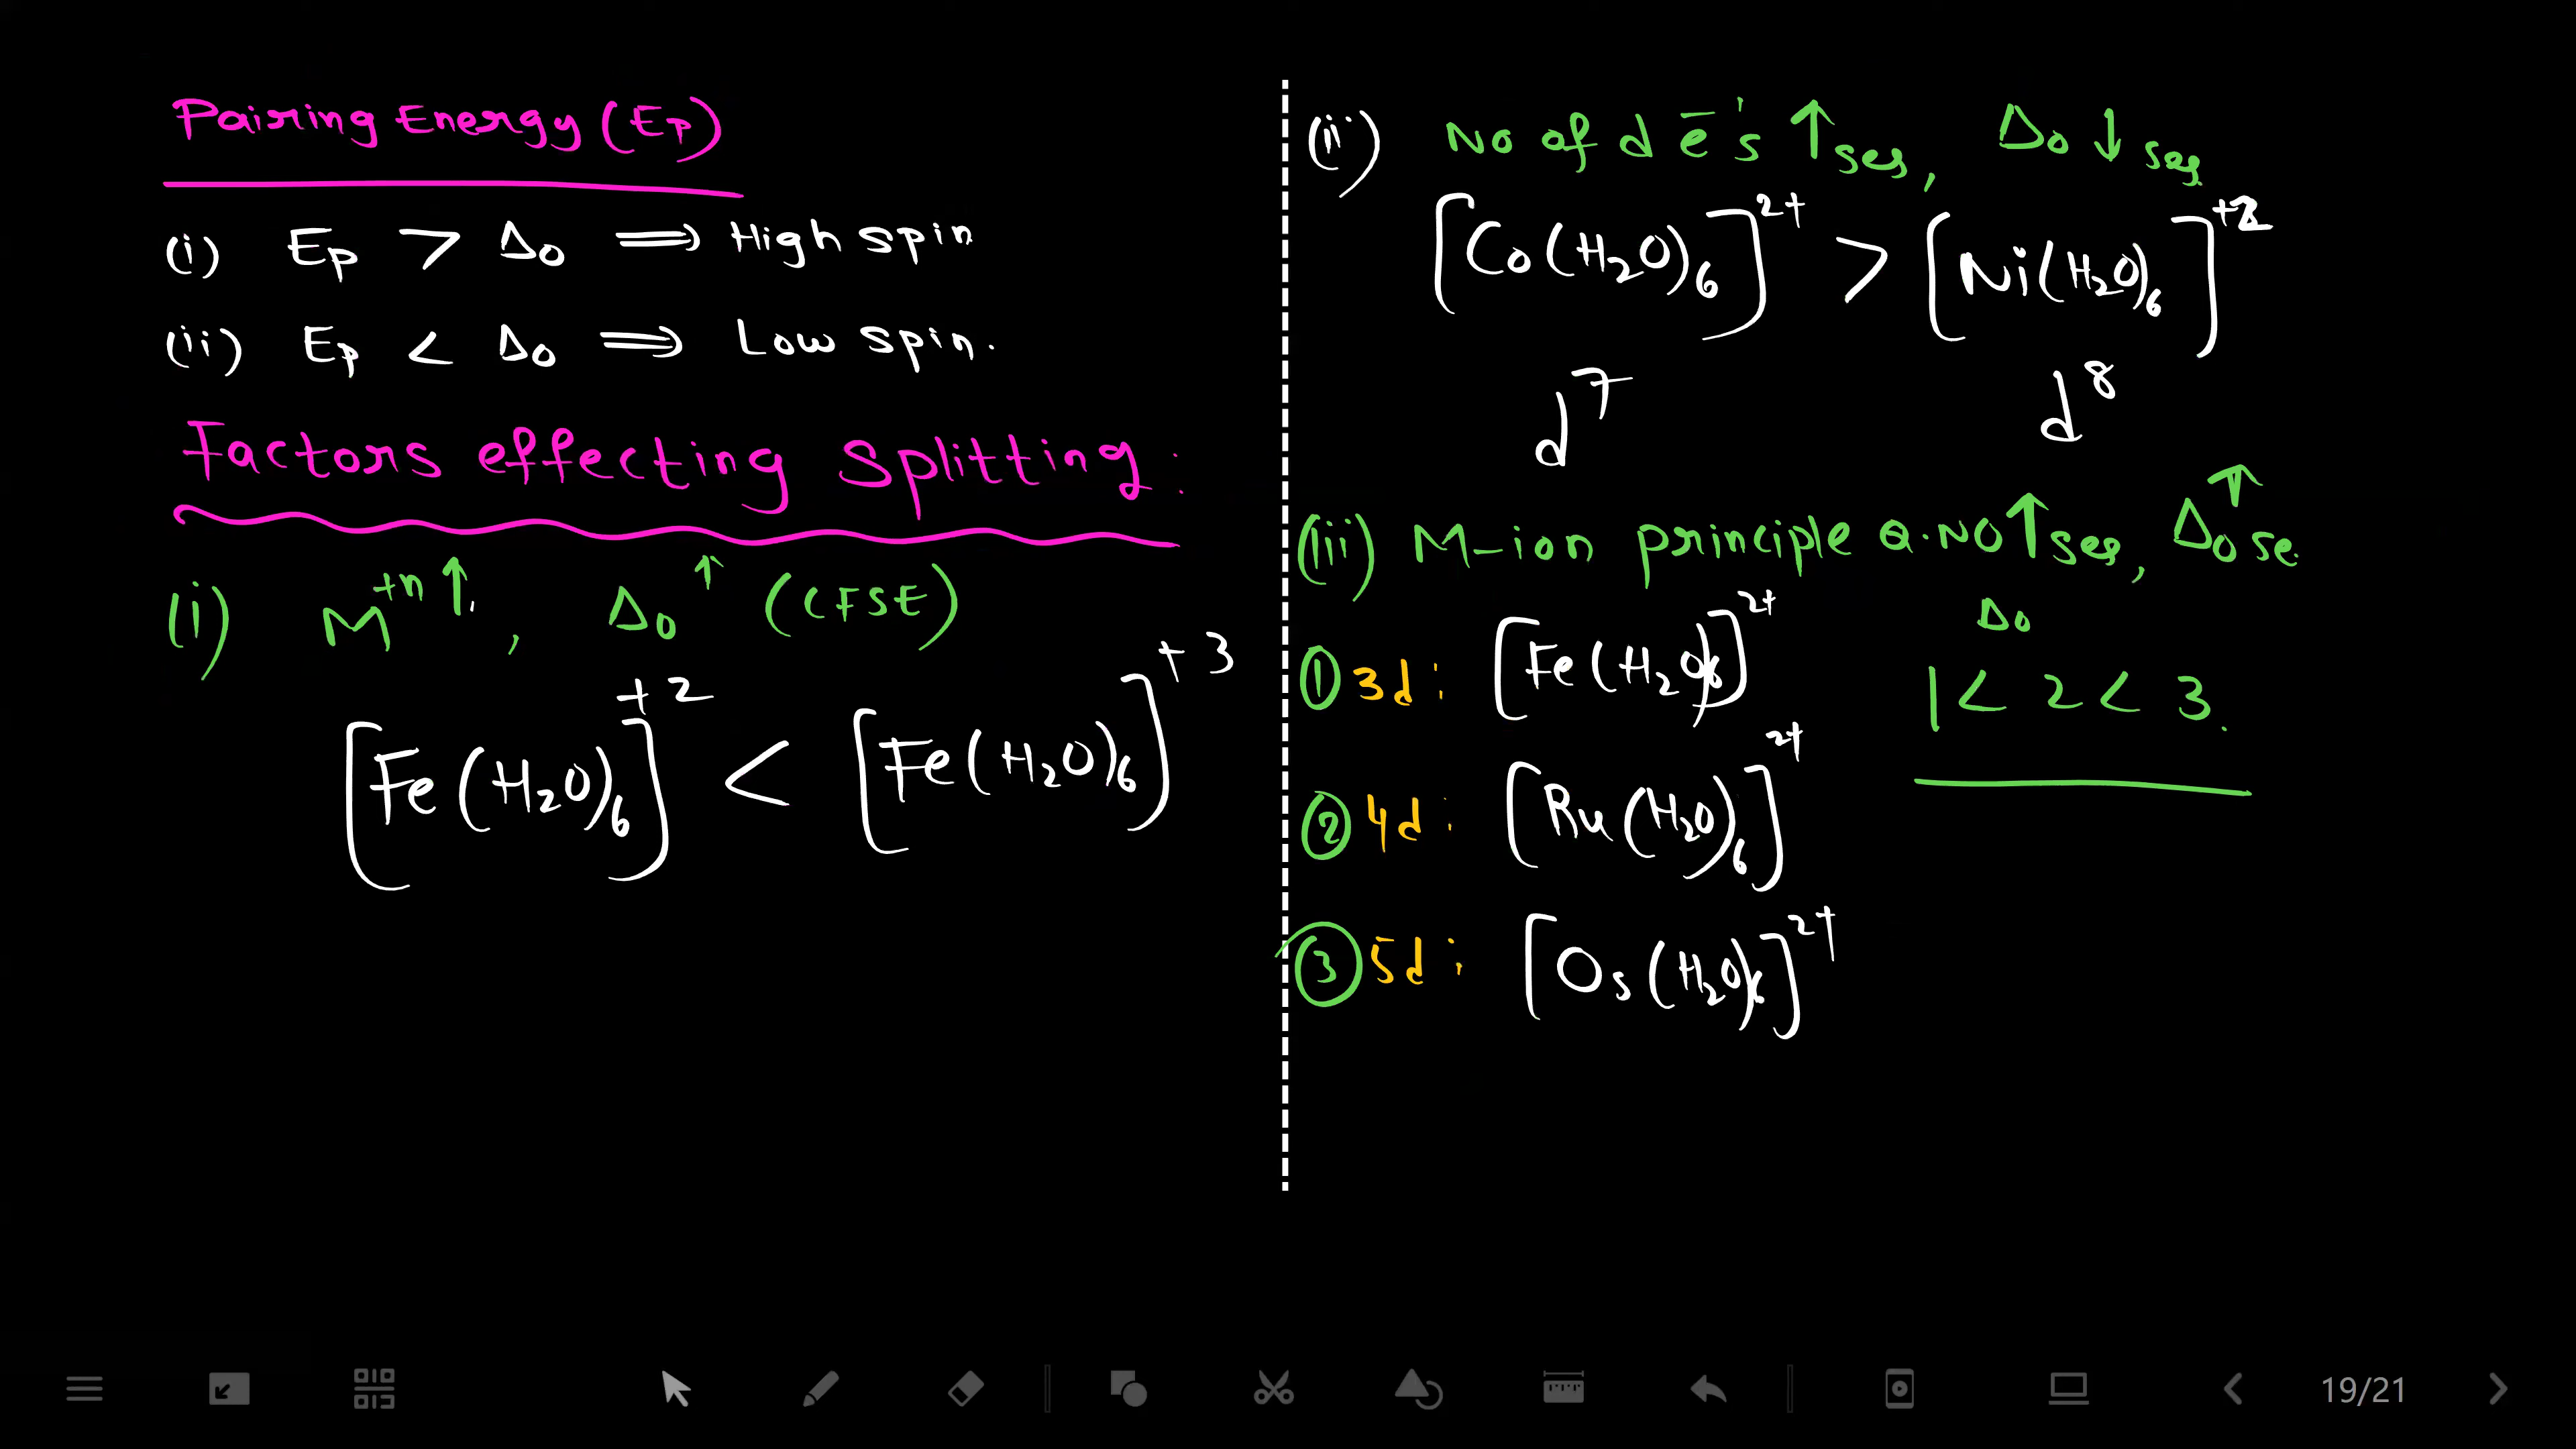 Pairing Energy (Ep)
(i) Ep > Δo ⟹ High spin
(ii) Ep < Δo ⟹ Low spin.
Factors effecting splitting:
(i) M⁺ⁿ↑, Δo↑ (CFSE)
[Fe(H₂O)₆]⁺² < [Fe(H₂O)₆]⁺³
(ii) No of d ē's ↑ses, Δo ↓ses
[Co(H₂O)₆]²⁺ > [Ni(H₂O)₆]⁺²
d⁷ d⁸
(iii) M-ion principle Q.NO ↑ses, Δo↑se.
Δo
① 3d: [Fe(H₂O)₆]²⁺ 1 < 2 < 3.
② 4d: [Ru(H₂O)₆]²⁺
③ 5d: [Os(H₂O)₆]²⁺
19/21